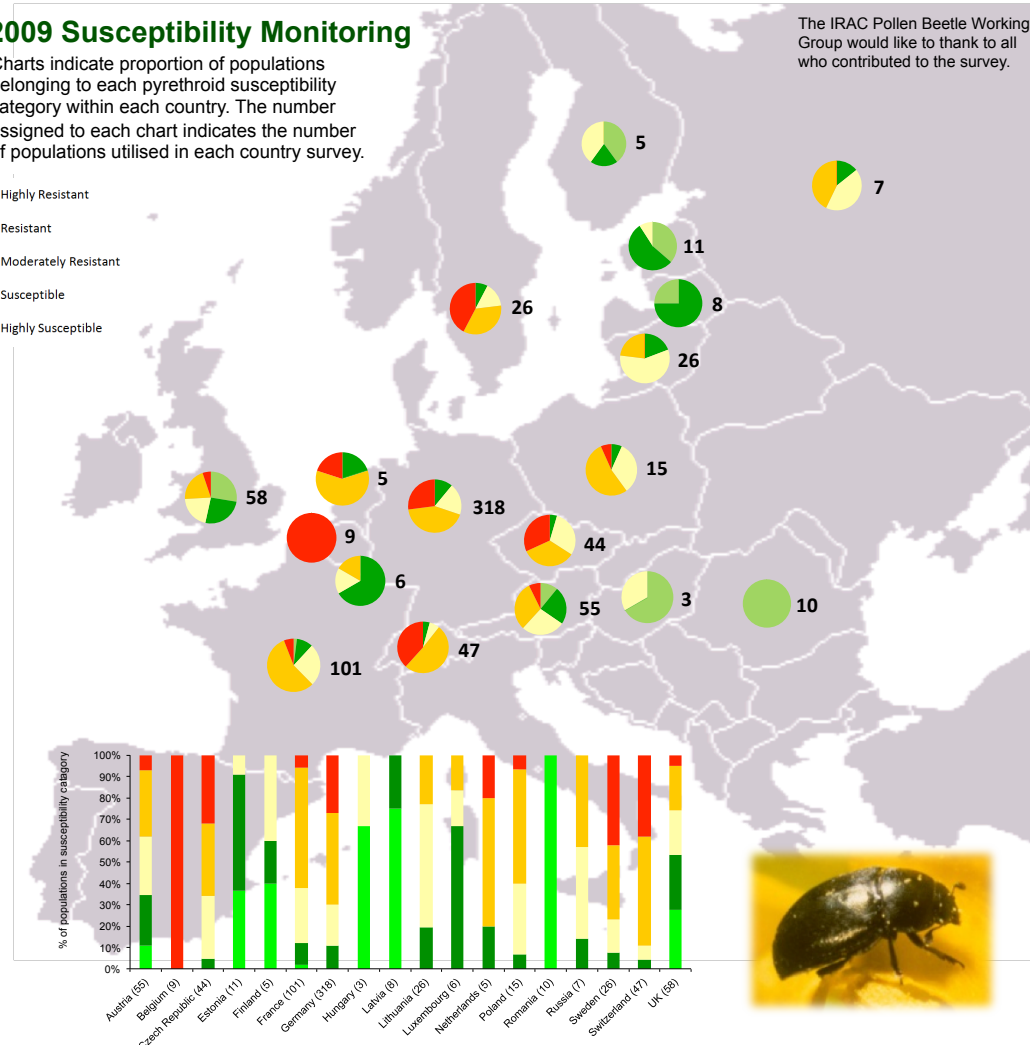 2009 Susceptibility Monitoring
Charts indicate proportion of populations
belonging to each pyrethroid susceptibility
category within each country. The number
assigned to each chart indicates the number
of populations utilised in each country survey.
The IRAC Pollen Beetle Working
Group would like to thank to all
who contributed to the survey.
Highly Resistant
Resistant
Moderately Resistant
Susceptible
Highly Susceptible
5
7
11
8
26
26
15
58
5
318
9
44
6
55
3
10
47
101
% of populations in susceptibility catagory
100%
90%
80%
70%
60%
50%
40%
30%
20%
10%
0%
Austria (55)
Belgium (9)
Czech Republic (44)
Estonia (11)
Finland (5)
France (101)
Germany (318)
Hungary (3)
Latvia (8)
Lithuania (26)
Luxembourg (6)
Netherlands (5)
Poland (15)
Romania (10)
Russia (7)
Sweden (26)
Switzerland (47)
UK (58)